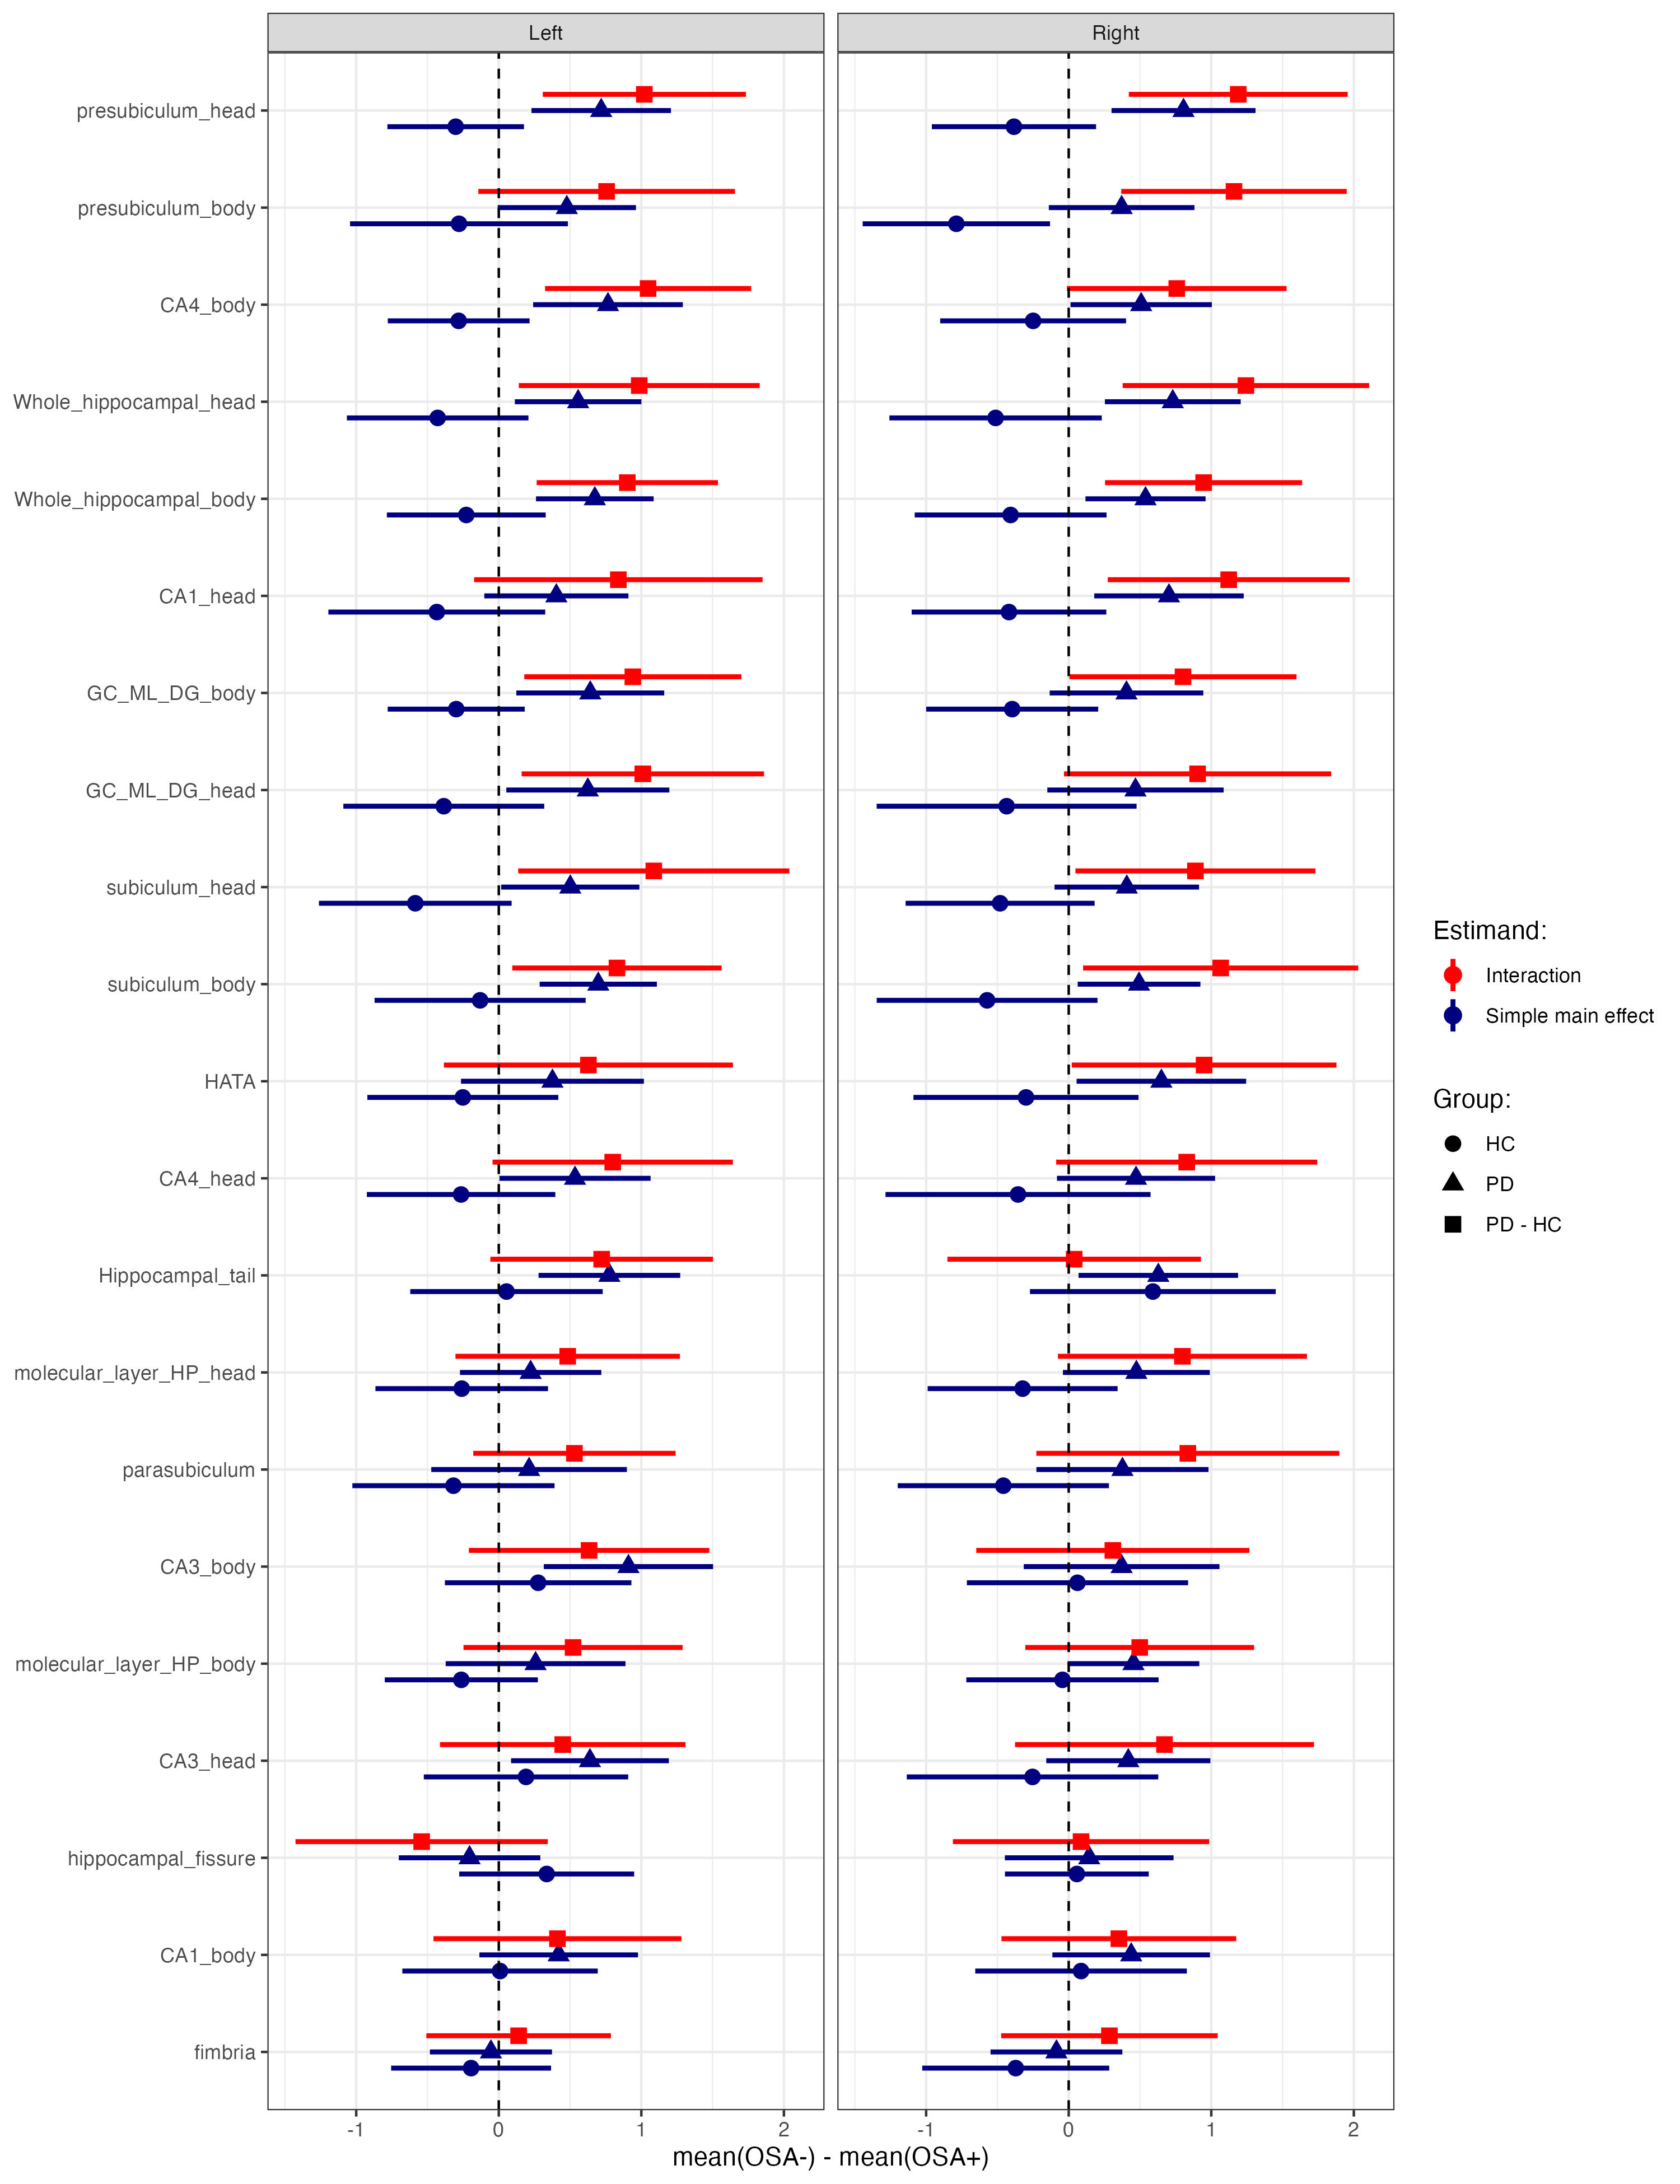 Left Right
presubiculum_head
presubiculum_body
CA4_body
Whole_hippocampal_head
Whole_hippocampal_body
CA1_head
GC_ML_DG_body
GC_ML_DG_head
subiculum_head
subiculum_body
HATA
CA4_head
Hippocampal_tail
molecular_layer_HP_head
parasubiculum
CA3_body
molecular_layer_HP_body
CA3_head
hippocampal_fissure
CA1_body
fimbria
-1 0 1 2 -1 0 1 2
mean(OSA-) - mean(OSA+)
Estimand:
Interaction
Simple main effect
Group:
HC
PD
PD - HC